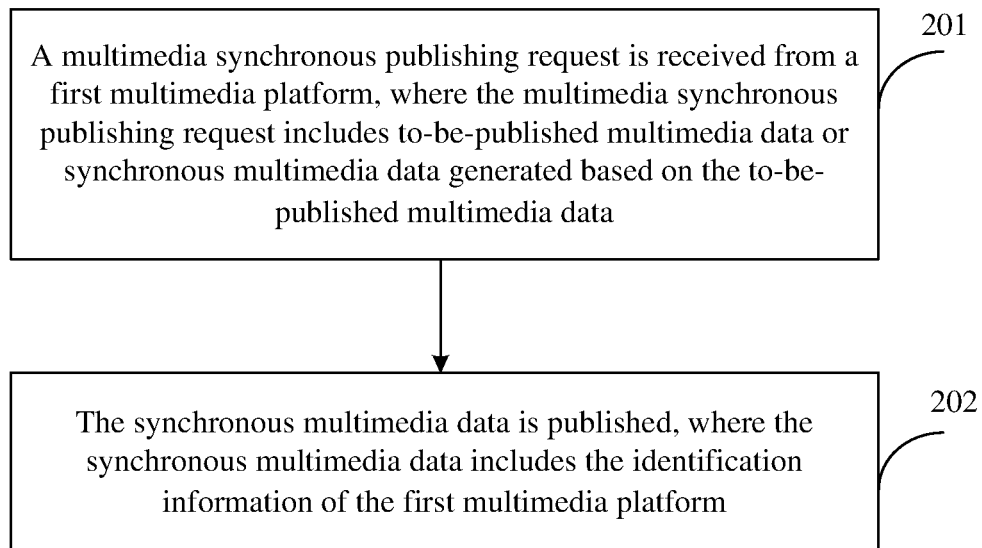 201
A multimedia synchronous publishing request is received from a
first multimedia platform, where the multimedia synchronous
publishing request includes to-be-published multimedia data or
synchronous multimedia data generated based on the to-be-
published multimedia data
202
The synchronous multimedia data is published, where the
synchronous multimedia data includes the identification
information of the first multimedia platform